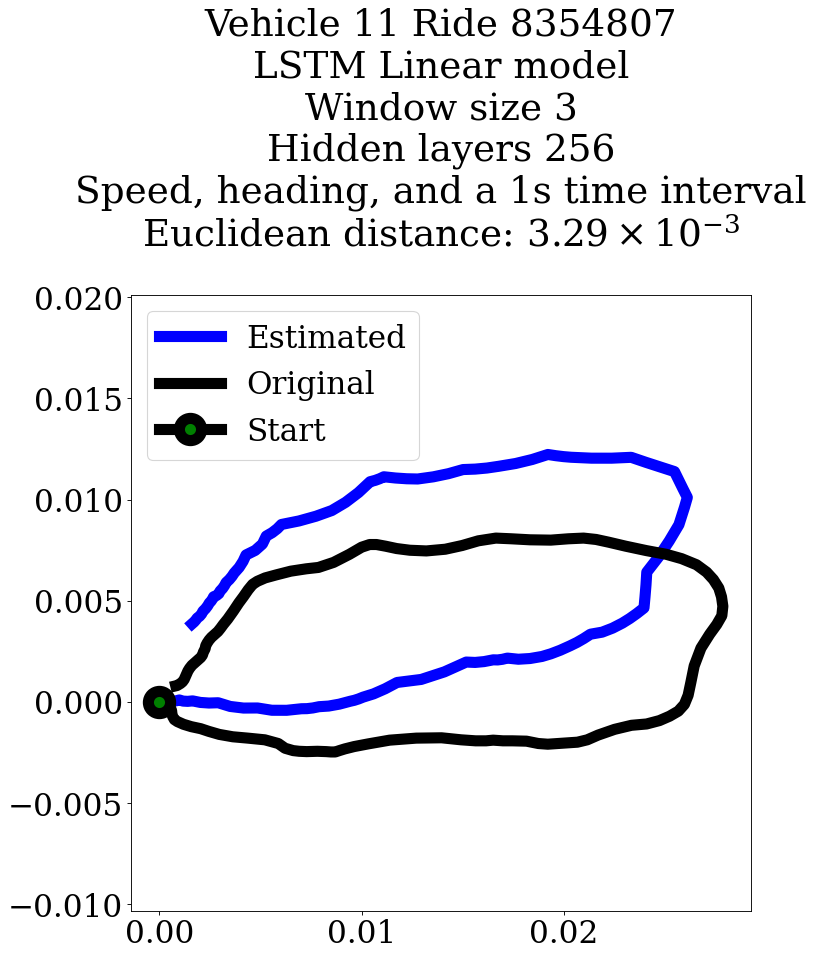 Vehicle 11 Ride 8354807
LSTM Linear model
Window size 3
Hidden layers 256
Speed, heading, and a 1s time interval
Euclidean distance: 3.29 × 10⁻³
0.020
Estimated
0.015
Original
Start
0.010
0.005
0.000
−0.005
−0.010
0.00 0.01 0.02